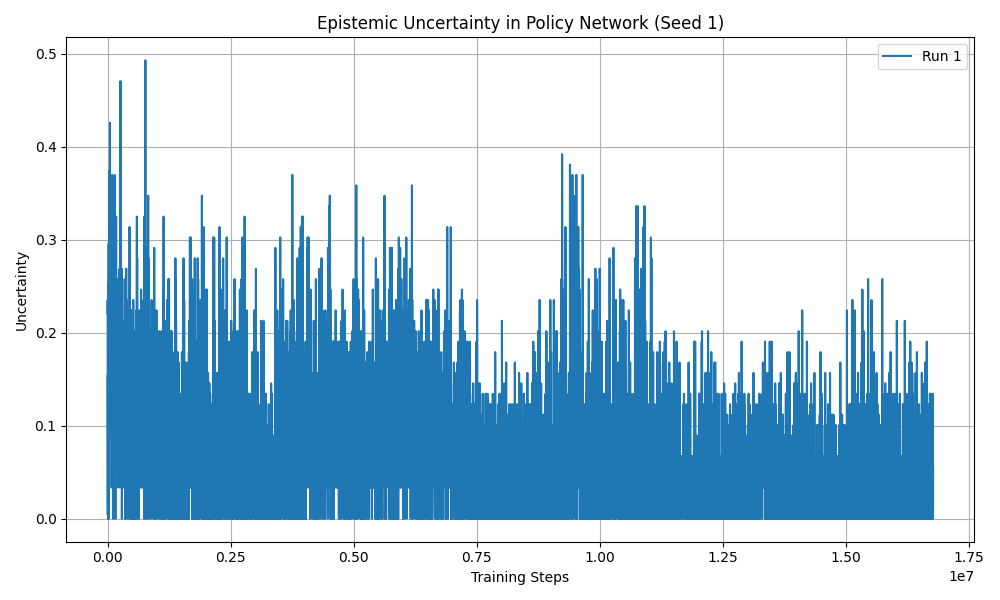 Epistemic Uncertainty in Policy Network (Seed 1)
Run 1
0.5
0.4
0.3
0.2
0.1
0.0
Uncertainty
0.00 0.25 0.50 0.75 1.00 1.25 1.50 1.75
1e7
Training Steps